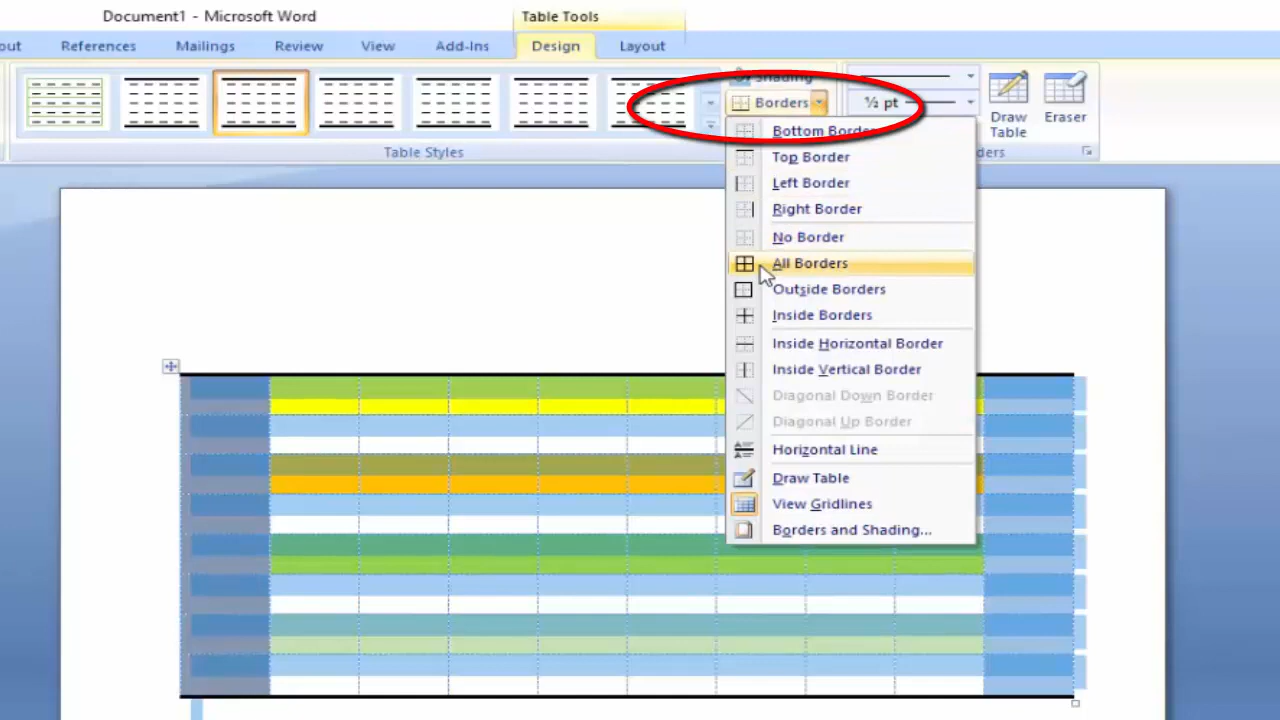 Document1 - Microsoft Word
Table Tools
out References Mailings Review View Add-Ins Design Layout
Shading
Borders
½ pt
Draw
Table
Eraser
Table Styles
ders
Bottom Border
Top Border
Left Border
Right Border
No Border
All Borders
Outside Borders
Inside Borders
Inside Horizontal Border
Inside Vertical Border
Diagonal Down Border
Diagonal Up Border
Horizontal Line
Draw Table
View Gridlines
Borders and Shading...